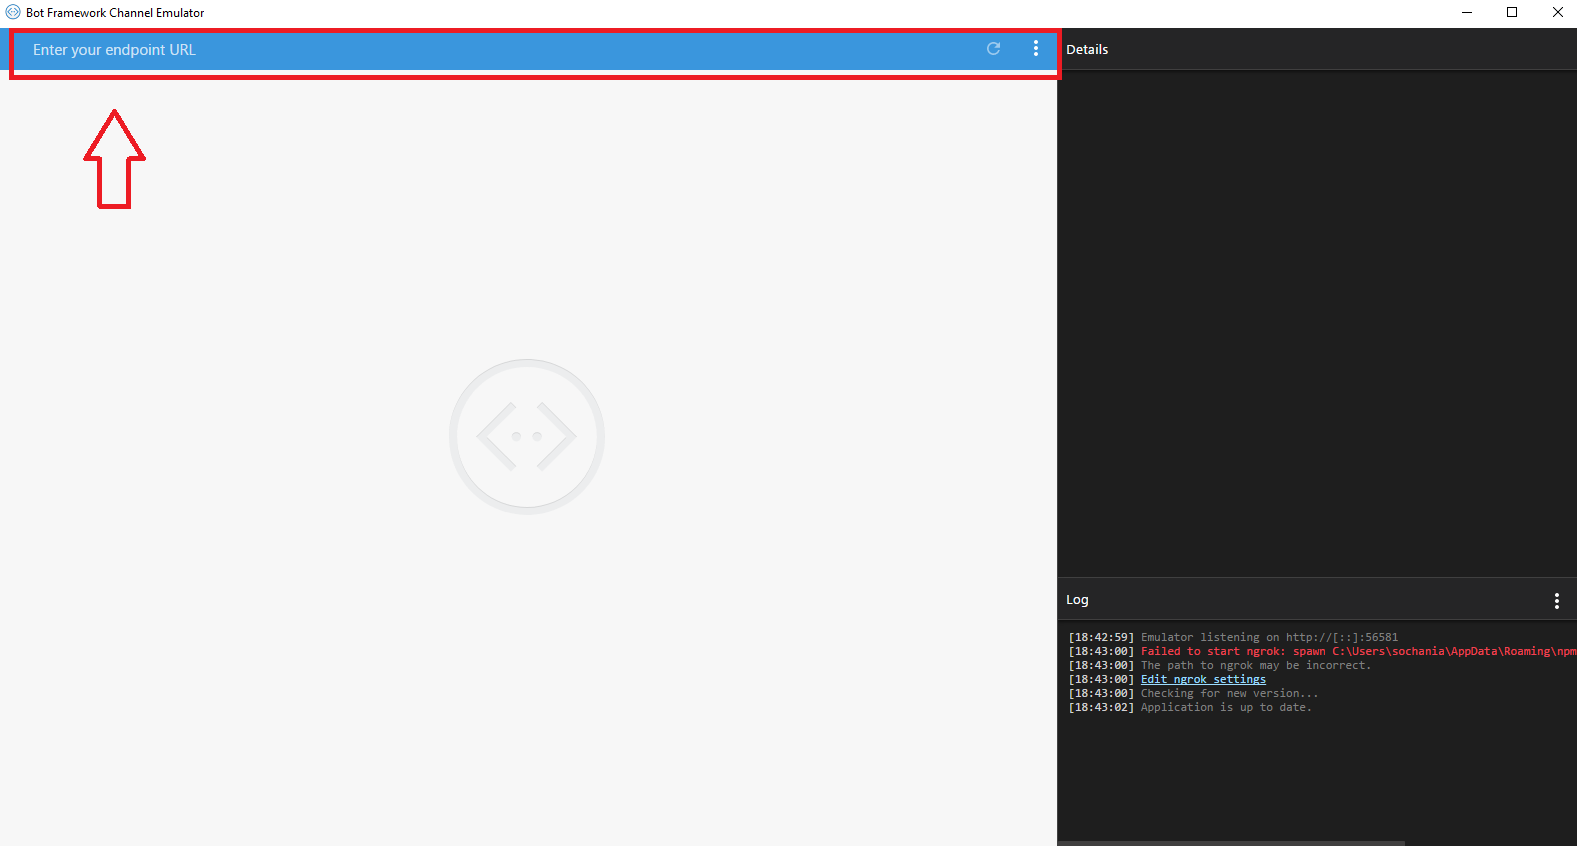 Bot Framework Channel Emulator
Enter your endpoint URL
Details
Log
[18:42:59] Emulator listening on http://[::]:56581
[18:43:00] Failed to start ngrok: spawn C:\Users\sochania\AppData\Roaming\npm
[18:43:00] The path to ngrok may be incorrect.
[18:43:00] Edit ngrok settings
[18:43:00] Checking for new version...
[18:43:02] Application is up to date.